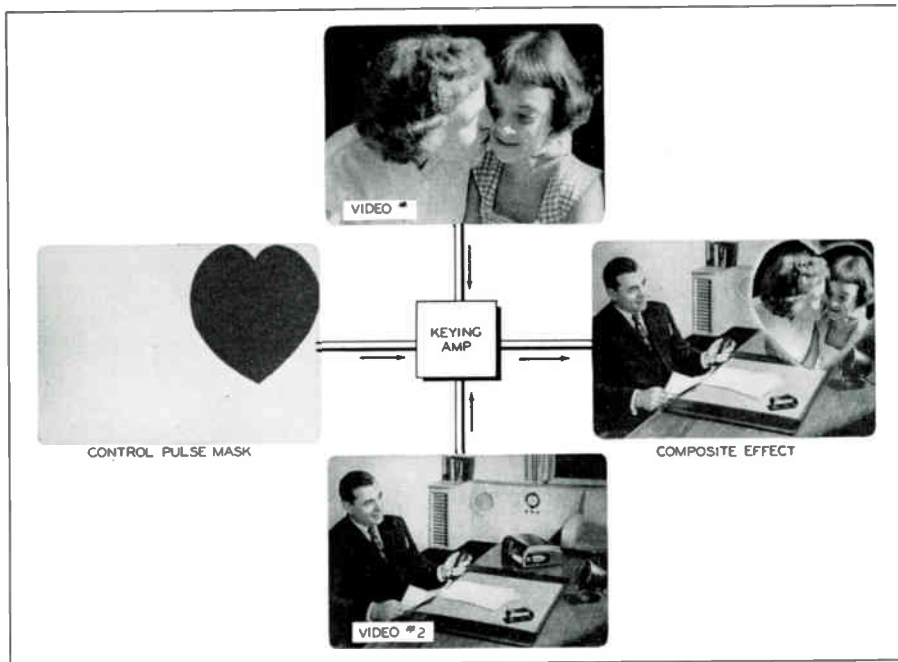 VIDEO #
CONTROL PULSE MASK
KEYING
AMP
COMPOSITE EFFECT
VIDEO #2